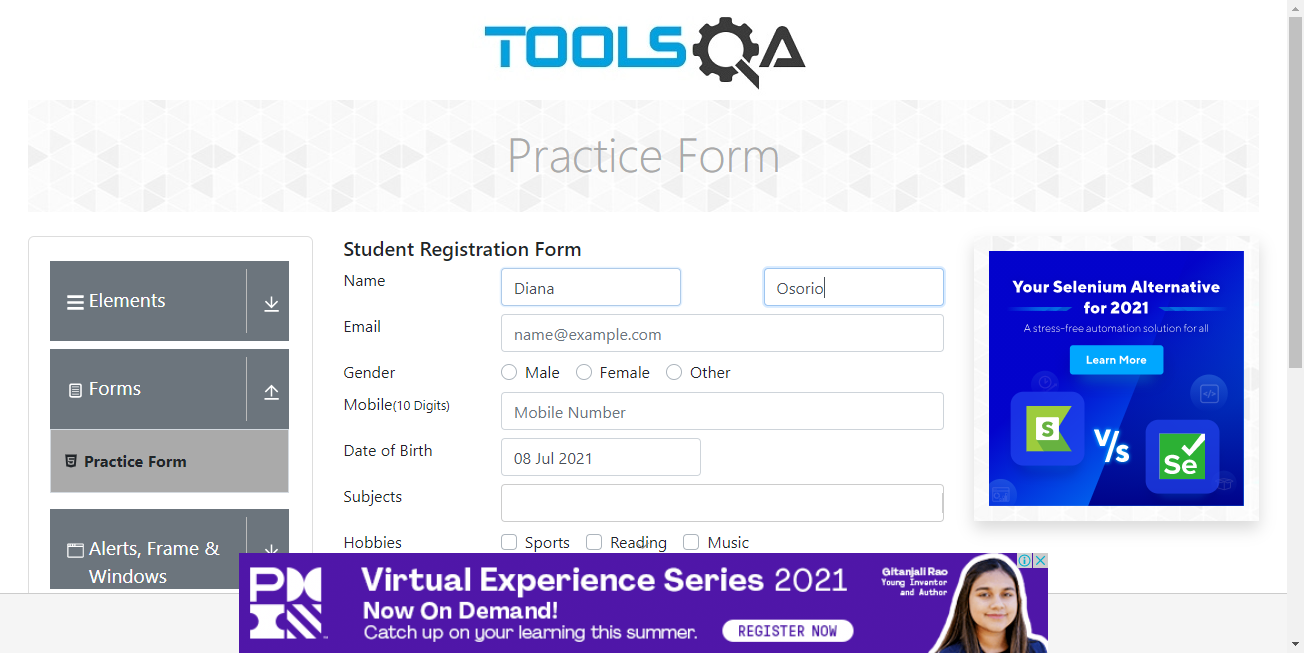 TOOLSQA
Practice Form
Elements
Forms
Practice Form
Alerts, Frame &
Windows
Student Registration Form
Name
Diana
Osorio
Email
name@example.com
Gender
Male
Female
Other
Mobile(10 Digits)
Mobile Number
Date of Birth
08 Jul 2021
Subjects
Hobbies
Sports
Reading
Music
Your Selenium Alternative
for 2021
A stress-free automation solution for all
Learn More
S
V/s
Se
PMI
Virtual Experience Series 2021
Now On Demand!
Catch up on your learning this summer.
REGISTER NOW
Gitanjali Rao
Young Inventor
and Author